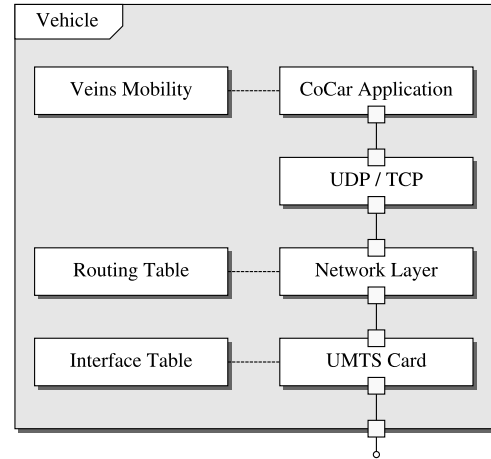 Vehicle
Veins Mobility
CoCar Application
UDP / TCP
Routing Table
Network Layer
Interface Table
UMTS Card